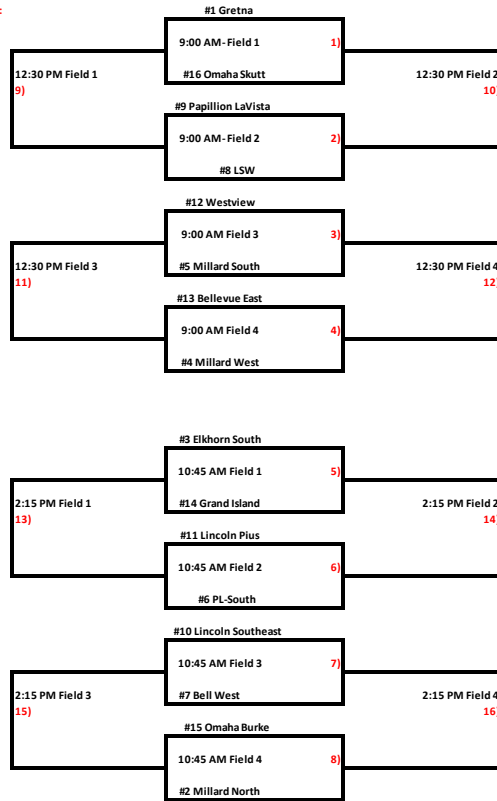 :
#1 Gretna
9:00 AM- Field 1 1)
#16 Omaha Skutt
12:30 PM Field 1
9)
12:30 PM Field 2
10)
#9 Papillion LaVista
9:00 AM- Field 2 2)
#8 LSW
#12 Westview
9:00 AM Field 3 3)
#5 Millard South
12:30 PM Field 3
11)
12:30 PM Field 4
12)
#13 Bellevue East
9:00 AM Field 4 4)
#4 Millard West
#3 Elkhorn South
10:45 AM Field 1 5)
#14 Grand Island
2:15 PM Field 1
13)
2:15 PM Field 2
14)
#11 Lincoln Pius
10:45 AM Field 2 6)
#6 PL-South
#10 Lincoln Southeast
10:45 AM Field 3 7)
#7 Bell West
2:15 PM Field 3
15)
2:15 PM Field 4
16)
#15 Omaha Burke
10:45 AM Field 4 8)
#2 Millard North